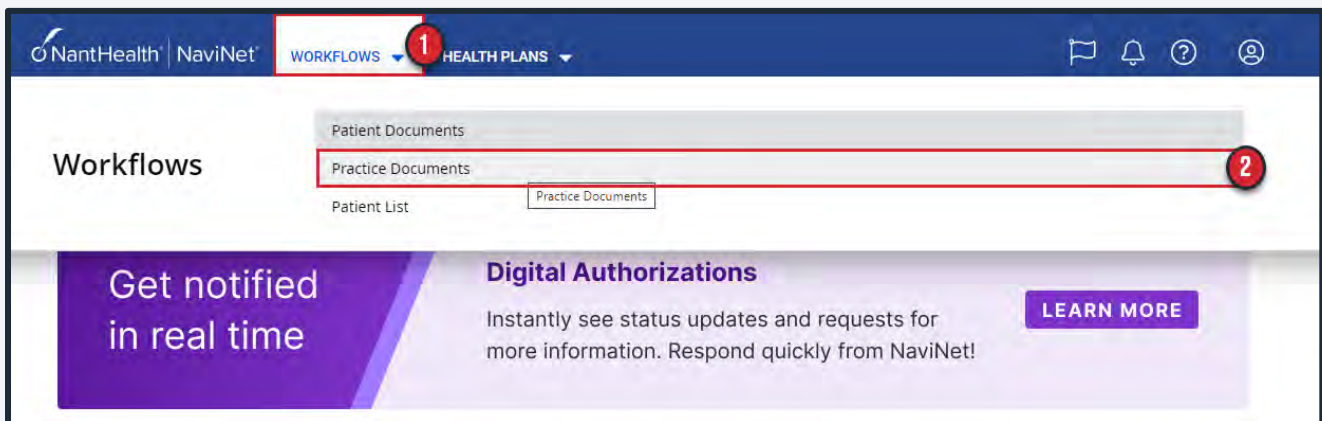 NantHealth® | NaviNet® WORKFLOWS 1 HEALTH PLANS
Workflows
Patient Documents
Practice Documents 2
Practice Documents
Patient List
Get notified
in real time
Digital Authorizations
Instantly see status updates and requests for
more information. Respond quickly from NaviNet!
LEARN MORE